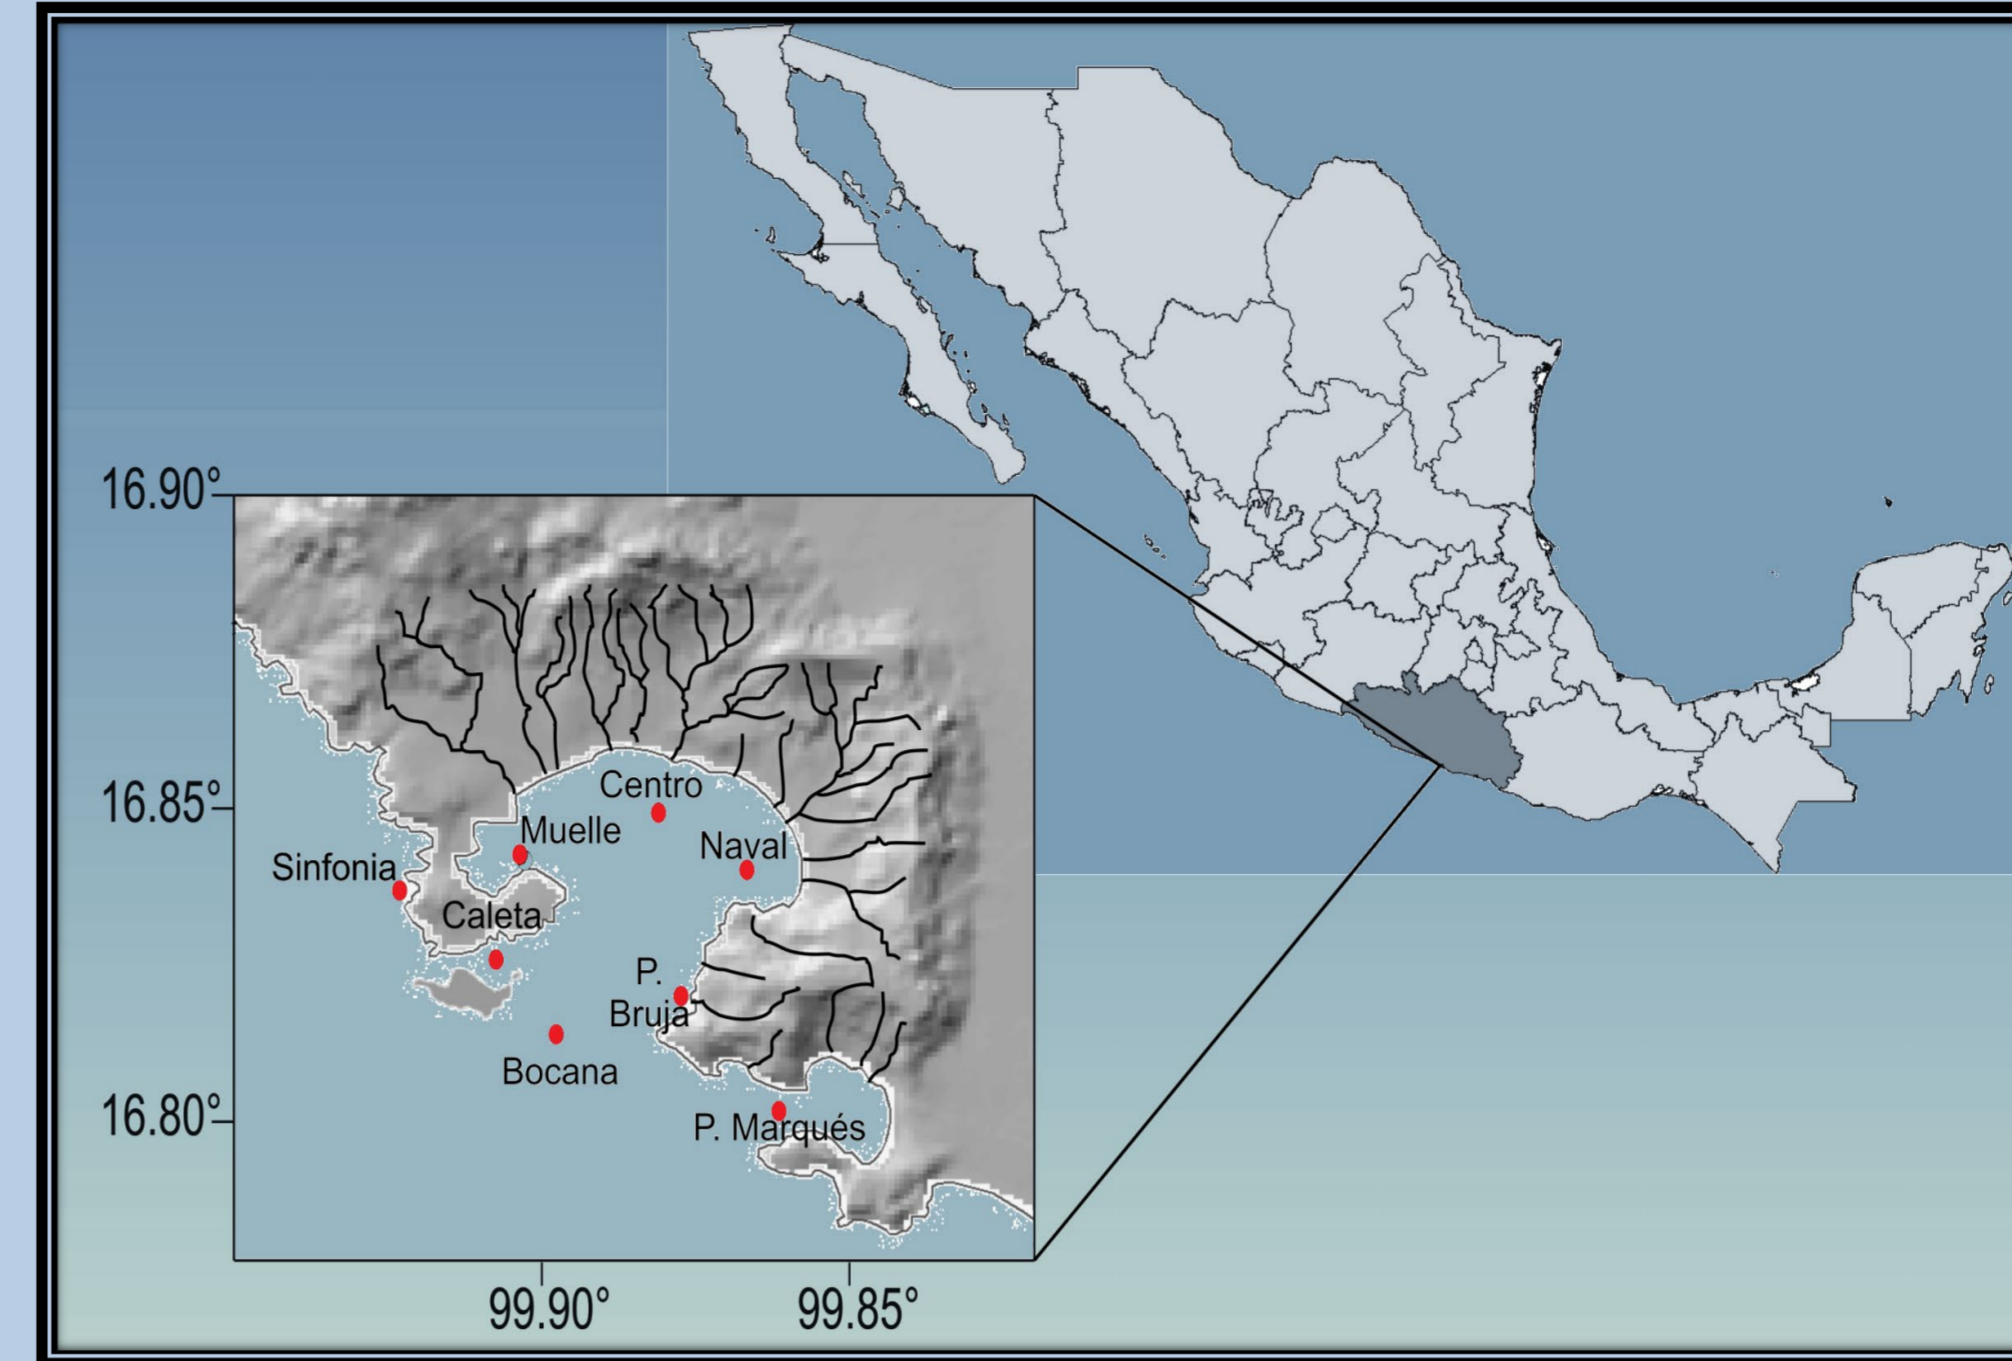 16.90°
16.85°
16.80°
Centro
Muelle
Naval
Sinfonia
Caleta
P.
Bruja
Bocana
P. Marqués
99.90°
99.85°